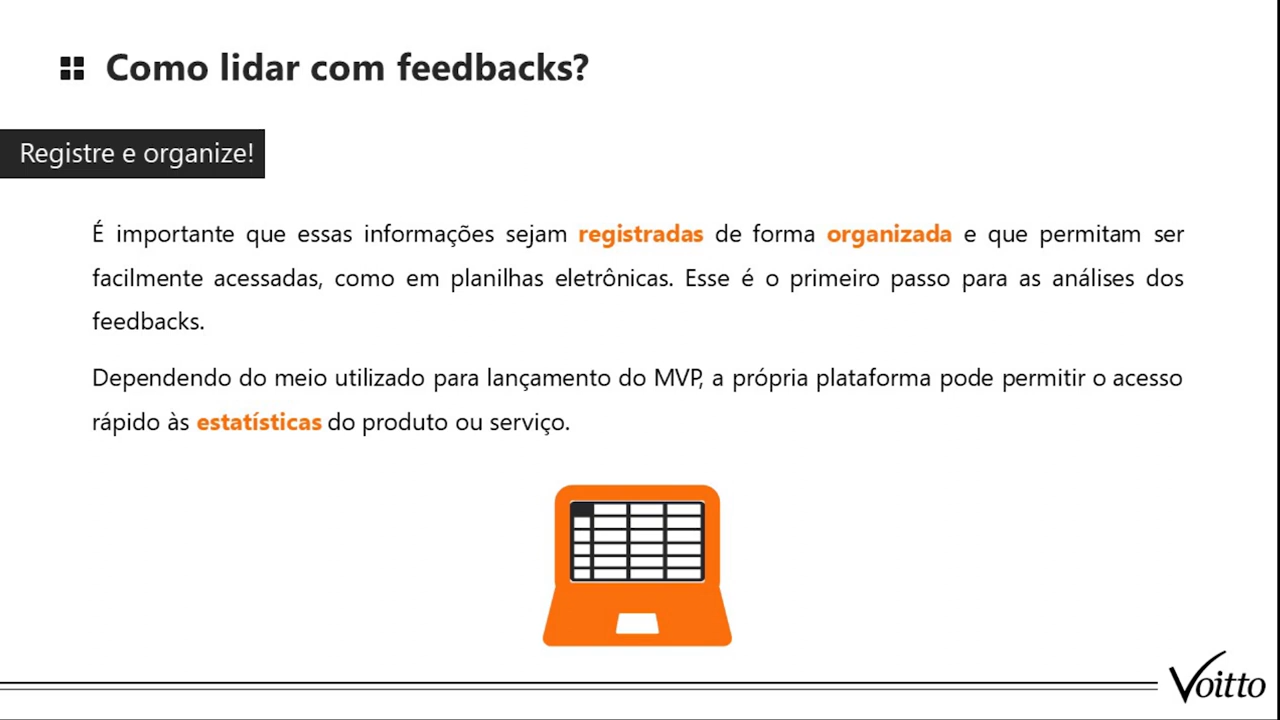 Como lidar com feedbacks?
Registre e organize!
É importante que essas informações sejam registradas de forma organizada e que permitam ser
facilmente acessadas, como em planilhas eletrônicas. Esse é o primeiro passo para as análises dos
feedbacks.
Dependendo do meio utilizado para lançamento do MVP, a própria plataforma pode permitir o acesso
rápido às estatísticas do produto ou serviço.
Voitto